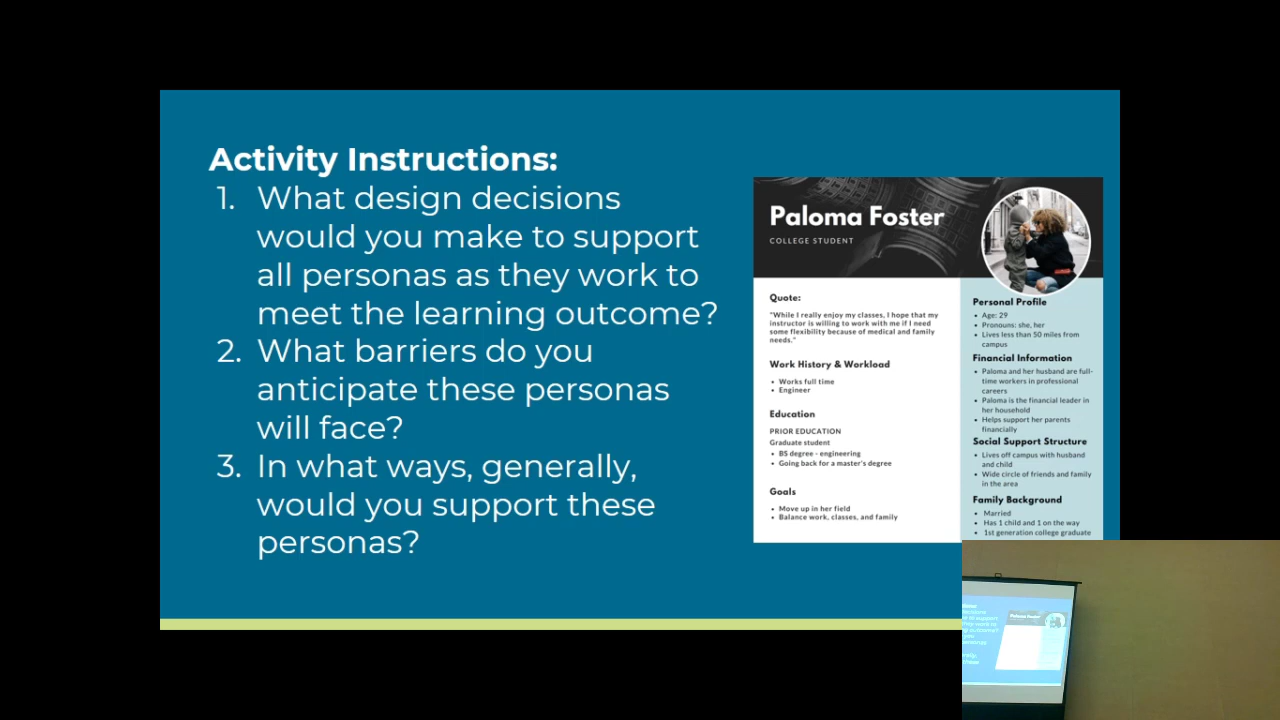 Activity Instructions:
1. What design decisions
would you make to support
all personas as they work to
meet the learning outcome?
2. What barriers do you
anticipate these personas
will face?
3. In what ways, generally,
would you support these
personas?
Paloma Foster
COLLEGE STUDENT
Quote:
"While I really enjoy my classes, I hope that my
instructor is willing to work with me if I need
some flexibility because of medical and family
needs."
Work History & Workload
• Works full time
• Engineer
Education
PRIOR EDUCATION
Graduate student
• BS degree - engineering
• Going back for a master's degree
Goals
• Move up in her field
• Balance work, classes, and family
Personal Profile
• Age: 29
• Pronouns: she, her
• Lives less than 50 miles from
campus
Financial Information
• Paloma and her husband are full-
time workers in professional
careers
• Paloma is the financial leader in
her household
• Helps support her parents
financially
Social Support Structure
• Lives off campus with husband
and child
• Wide circle of friends and family
in the area
Family Background
• Married
• Has 1 child and 1 on the way
• 1st generation college graduate
Paloma Foster